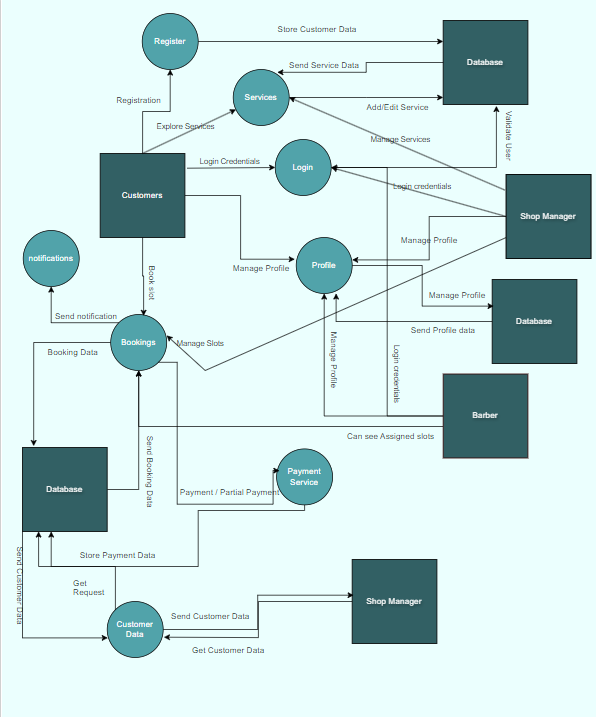 Register
Store Customer Data
Database
Send Service Data
Services
Add/Edit Service
Registration
Explore Services
Manage Services
Validate User
Login Credentials
Login
Login credentials
Customers
Shop Manager
Manage Profile
notifications
Manage Profile
Profile
Book slot
Manage Profile
Send notification
Database
Send Profile data
Bookings
Manage Slots
Booking Data
Manage Profile
Login credentials
Barber
Can see Assigned slots
Send Booking Data
Payment
Service
Database
Payment / Partial Payment
Store Payment Data
Send Customer Data
Get
Request
Send Customer Data
Shop Manager
Customer
Data
Get Customer Data